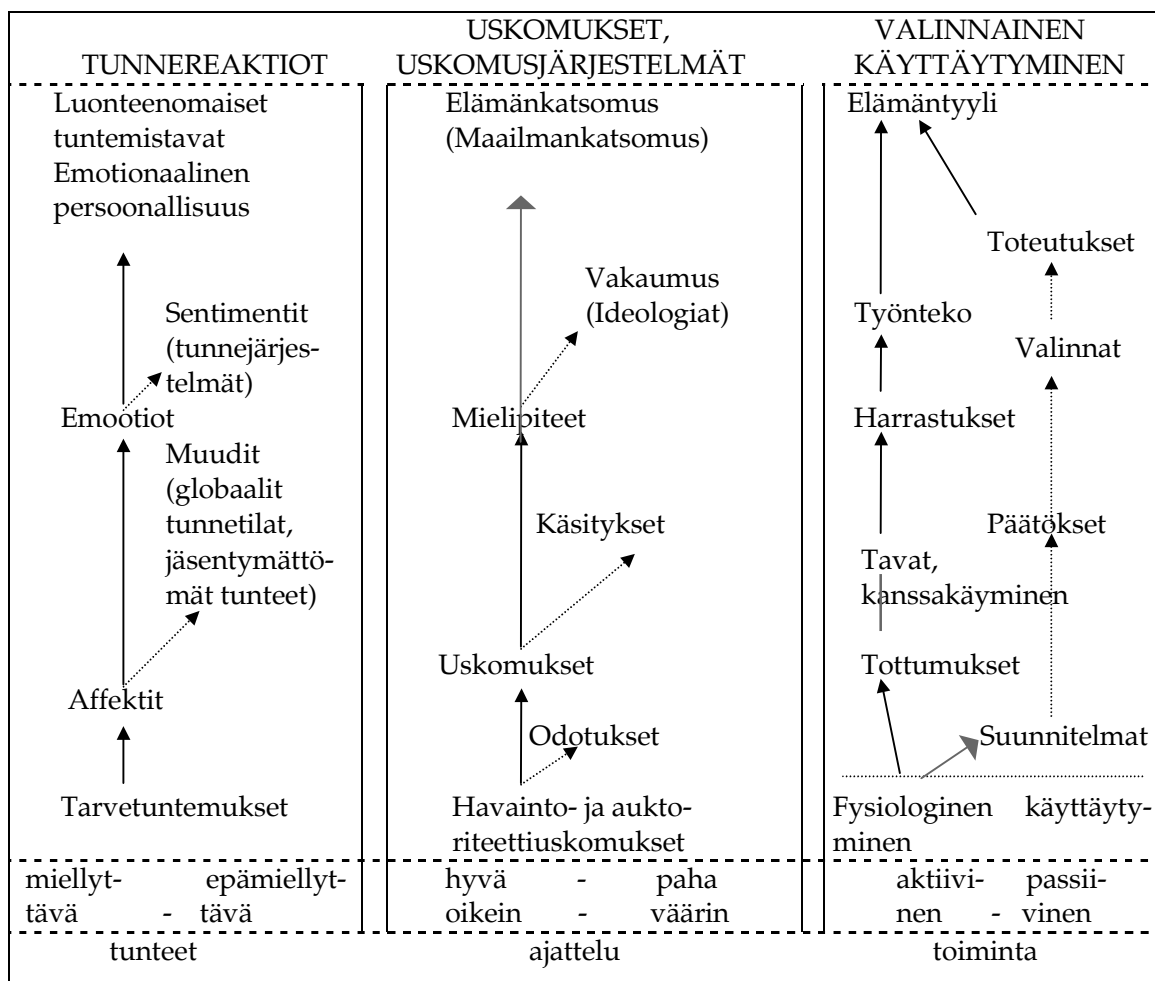 TUNNEREAKTIOT
USKOMUKSET,
USKOMUSJÄRJESTELMÄT
VALINNAINEN
KÄYTTÄYTYMINEN
Luonteenomaiset
tuntemistavat
Emotionaalinen
persoonallisuus
Sentimentit
(tunnejärjes-
telmät)
Emootiot
Muudit
(globaalit
tunnetilat,
jäsentymättö-
mät tunteet)
Affektit
Tarvetuntemukset
Elämänkatsomus
(Maailmankatsomus)
Vakaumus
(Ideologiat)
Mielipiteet
Käsitykset
Uskomukset
Odotukset
Havainto- ja aukto-
riteettiuskomukset
Elämäntyyli
Toteutukset
Työnteko
Valinnat
Harrastukset
Päätökset
Tavat,
kanssakäyminen
Tottumukset
Suunnitelmat
Fysiologinen käyttäyty-
minen
miellyt- epämiellyt-
tävä - tävä
hyvä - paha
oikein - väärin
aktiivi- passii-
nen - vinen
tunteet
ajattelu
toiminta